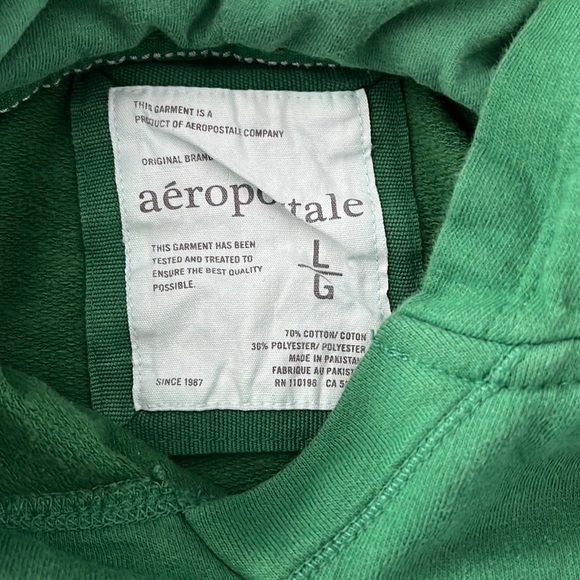 THIS GARMENT IS A
PRODUCT OF AEROPOSTALE COMPANY
ORIGINAL BRAND
aéropostale
THIS GARMENT HAS BEEN
TESTED AND TREATED TO
ENSURE THE BEST QUALITY
POSSIBLE.
L
G
70% COTTON/ COTON
30% POLYESTER/ POLYESTER
MADE IN PAKISTAN
FABRIQUE AU PAKISTAN
SINCE 1987
RN 110198 CA